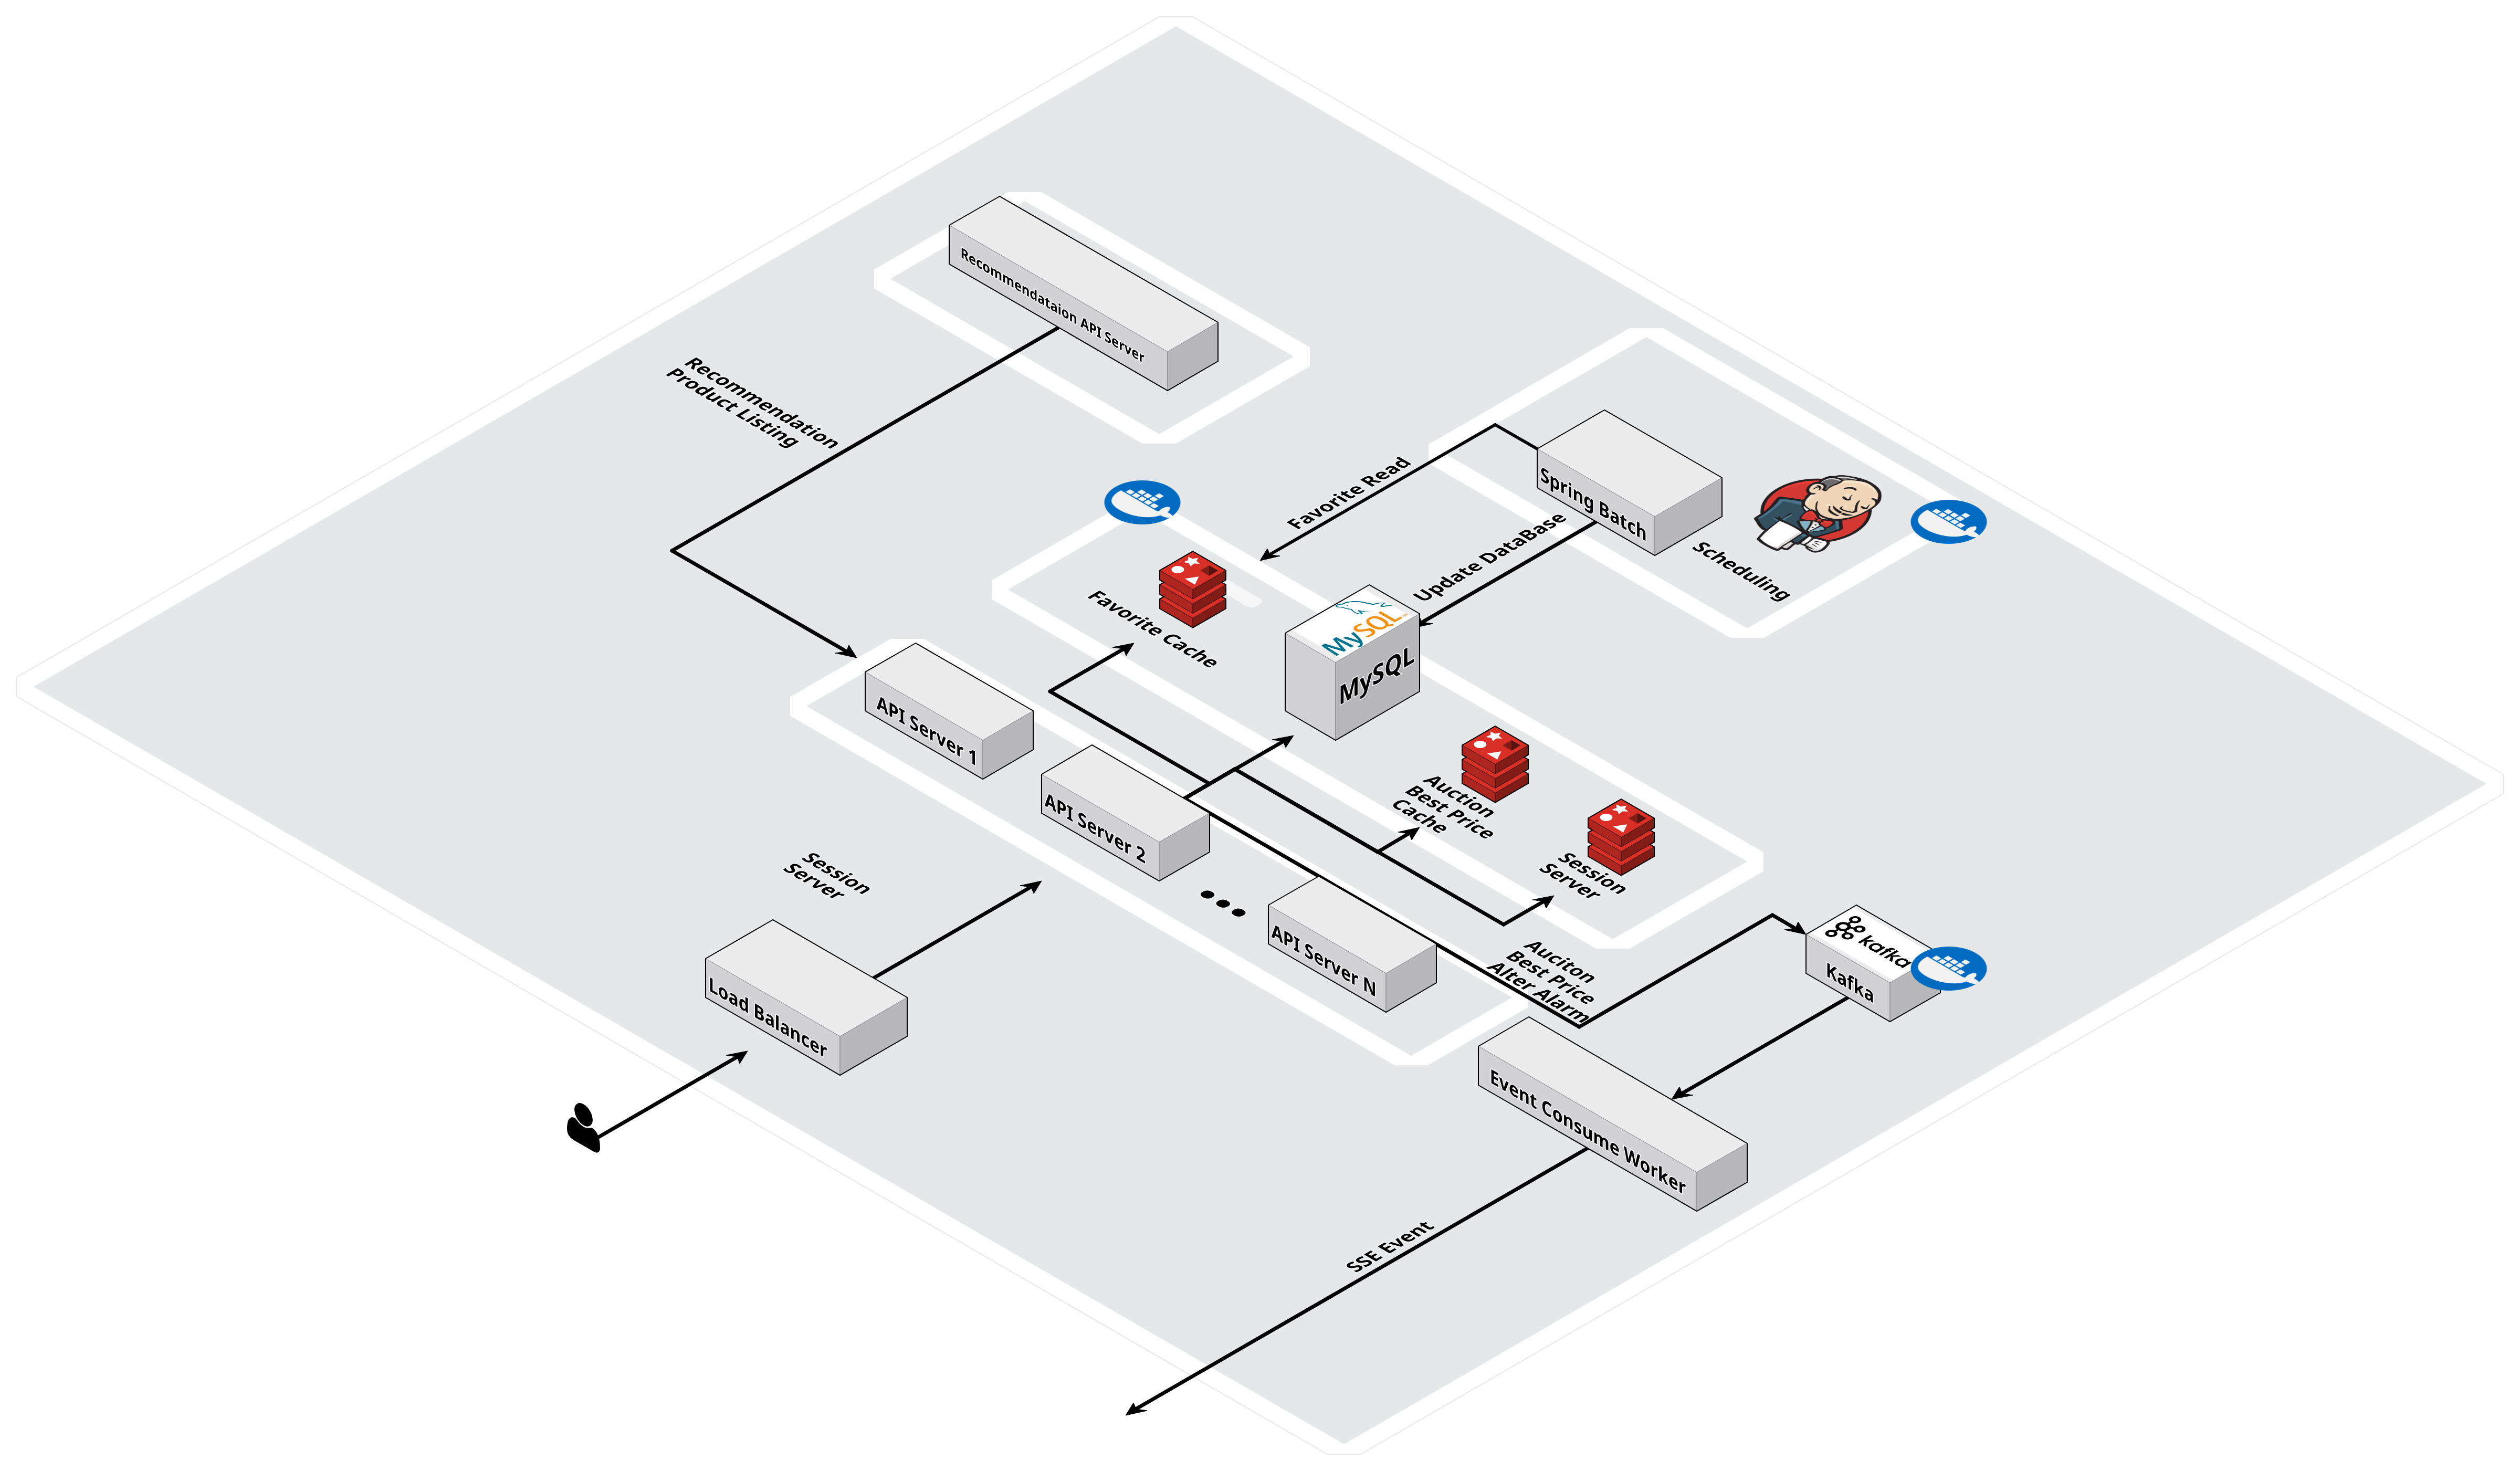 Recommendataion API Server
Recommendation
Product Listing
Favorite Read
Spring Batch
Update DataBase
Scheduling
Favorite Cache
MySQL™
MySQL
API Server 1
API Server 2
API Server N
Auction
Best Price
Cache
Session
Server
Session
Server
Load Balancer
Auciton
Best Price
Alter Alarm
kafka
Kafka
Event Consume Worker
SSE Event